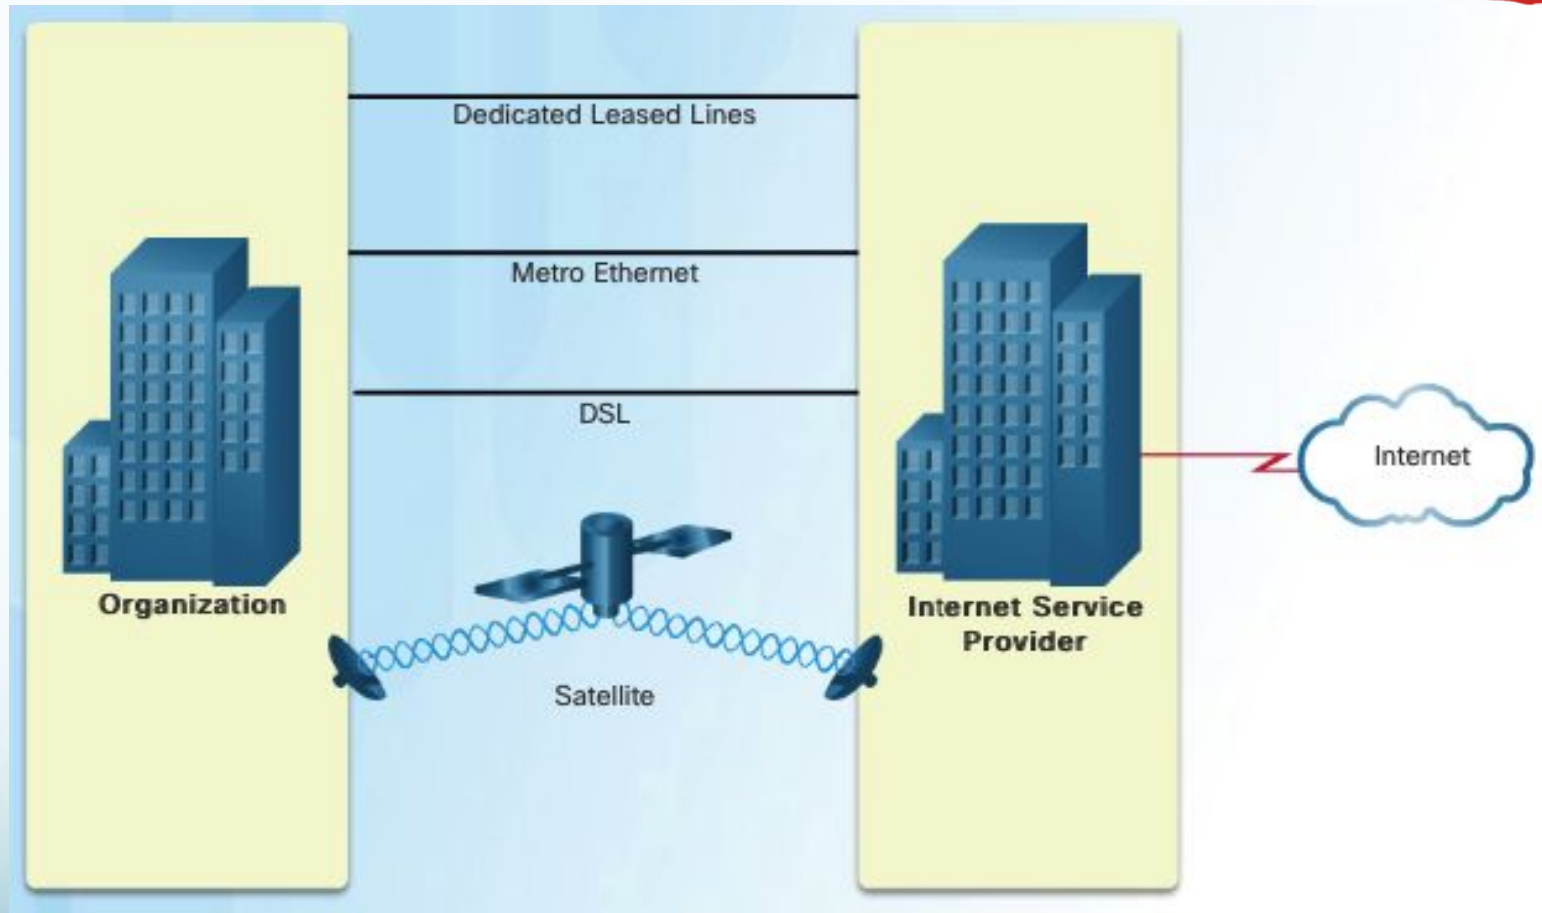 Dedicated Leased Lines
Metro Ethernet
DSL
Internet
Organization
Internet Service
Provider
Satellite